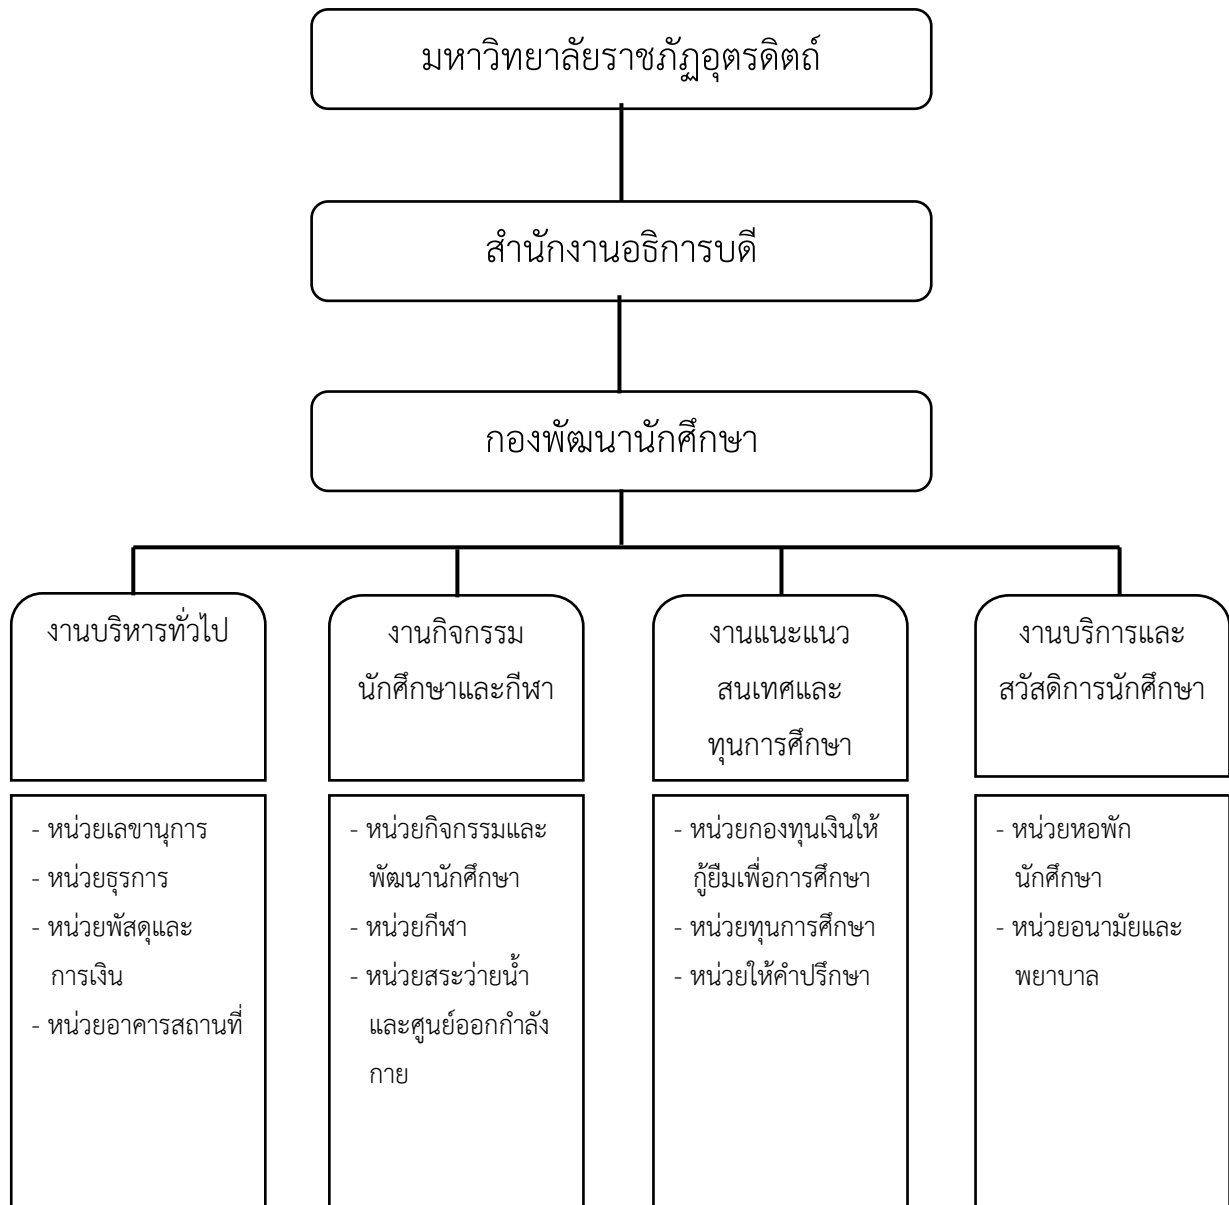 มหาวิทยาลัยราชภัฏอุตรดิตถ์
สำนักงานอธิการบดี
กองพัฒนานักศึกษา
งานบริหารทั่วไป
- หน่วยเลขานุการ
- หน่วยธุรการ
- หน่วยพัสดุและ
การเงิน
- หน่วยอาคารสถานที่
งานกิจกรรม
นักศึกษาและกีฬา
- หน่วยกิจกรรมและ
พัฒนานักศึกษา
- หน่วยกีฬา
- หน่วยสระว่ายน้ำ
และศูนย์ออกกำลัง
กาย
งานแนะแนว
สนเทศและ
ทุนการศึกษา
- หน่วยกองทุนเงินให้
กู้ยืมเพื่อการศึกษา
- หน่วยทุนการศึกษา
- หน่วยให้คำปรึกษา
งานบริการและ
สวัสดิการนักศึกษา
- หน่วยหอพัก
นักศึกษา
- หน่วยอนามัยและ
พยาบาล